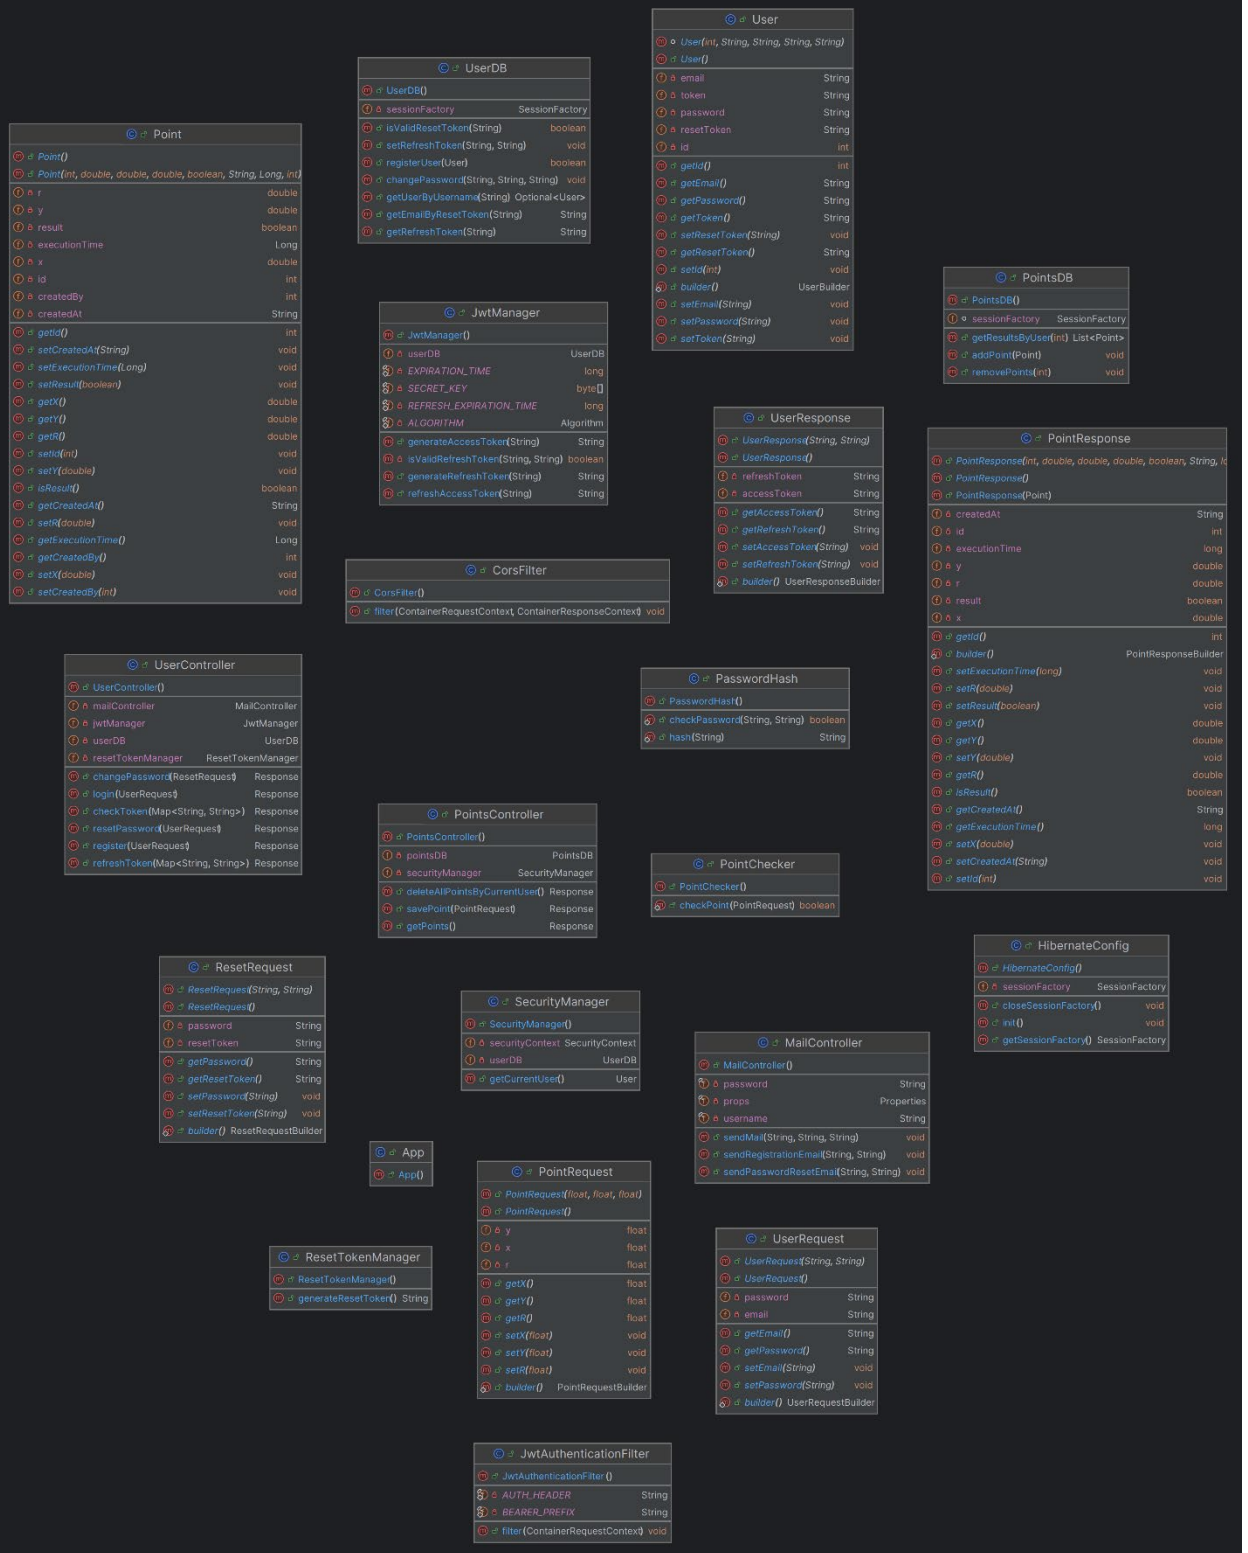 User
User(int, String, String, String, String)
User()
email String
token String
password String
resetToken String
id int
getId() int
getEmail() String
getPassword() String
getToken() String
setResetToken(String) void
getResetToken() String
setId(int) void
builder() UserBuilder
setEmail(String) void
setPassword(String) void
setToken(String) void
UserDB
UserDB()
sessionFactory SessionFactory
isValidResetToken(String) boolean
setRefreshToken(String, String) void
registerUser(User) boolean
changePassword(String, String, String) void
getUserByUsername(String) Optional<User>
getEmailByResetToken(String) String
getRefreshToken(String) String
Point
Point()
Point(int, double, double, double, boolean, String, Long, int)
r double
y double
result boolean
executionTime Long
x double
id int
createdBy int
createdAt String
getId() int
setCreatedAt(String) void
setExecutionTime(Long) void
setResult(boolean) void
getX() double
getY() double
getR() double
setId(int) void
setY(double) void
isResult() boolean
getCreatedAt() String
setR(double) void
getExecutionTime() Long
getCreatedBy() int
setX(double) void
setCreatedBy(int) void
PointsDB
PointsDB()
sessionFactory SessionFactory
getResultsByUser(int) List<Point>
addPoint(Point) void
removePoints(int) void
JwtManager
JwtManager()
userDB UserDB
EXPIRATION_TIME long
SECRET_KEY byte[]
REFRESH_EXPIRATION_TIME long
ALGORITHM Algorithm
generateAccessToken(String) String
isValidRefreshToken(String, String) boolean
generateRefreshToken(String) String
refreshAccessToken(String) String
UserResponse
UserResponse(String, String)
UserResponse()
refreshToken String
accessToken String
getAccessToken() String
getRefreshToken() String
setAccessToken(String) void
setRefreshToken(String) void
builder() UserResponseBuilder
PointResponse
PointResponse(int, double, double, double, boolean, String, lo
PointResponse()
PointResponse(Point)
createdAt String
id int
executionTime long
y double
r double
result boolean
x double
getId() int
builder() PointResponseBuilder
setExecutionTime(long) void
setR(double) void
setResult(boolean) void
getX() double
getY() double
setY(double) void
getR() double
isResult() boolean
getCreatedAt() String
getExecutionTime() long
setX(double) void
setCreatedAt(String) void
setId(int) void
CorsFilter
CorsFilter()
filter(ContainerRequestContext, ContainerResponseContext) void
UserController
UserController()
mailController MailController
jwtManager JwtManager
userDB UserDB
resetTokenManager ResetTokenManager
changePassword(ResetRequest) Response
login(UserRequest) Response
checkToken(Map<String, String>) Response
resetPassword(UserRequest) Response
register(UserRequest) Response
refreshToken(Map<String, String>) Response
PasswordHash
PasswordHash()
checkPassword(String, String) boolean
hash(String) String
PointsController
PointsController()
pointsDB PointsDB
securityManager SecurityManager
deleteAllPointsByCurrentUser() Response
savePoint(PointRequest) Response
getPoints() Response
PointChecker
PointChecker()
checkPoint(PointRequest) boolean
HibernateConfig
HibernateConfig()
sessionFactory SessionFactory
closeSessionFactory() void
init() void
getSessionFactory() SessionFactory
ResetRequest
ResetRequest(String, String)
ResetRequest()
password String
resetToken String
getPassword() String
getResetToken() String
setPassword(String) void
setResetToken(String) void
builder() ResetRequestBuilder
SecurityManager
SecurityManager()
securityContext SecurityContext
userDB UserDB
getCurrentUser() User
MailController
MailController()
password String
props Properties
username String
sendMail(String, String, String) void
sendRegistrationEmail(String, String) void
sendPasswordResetEmail(String, String) void
App
App()
PointRequest
PointRequest(float, float, float)
PointRequest()
y float
x float
r float
getX() float
getY() float
getR() float
setX(float) void
setY(float) void
setR(float) void
builder() PointRequestBuilder
ResetTokenManager
ResetTokenManager()
generateResetToken() String
UserRequest
UserRequest(String, String)
UserRequest()
password String
email String
getEmail() String
getPassword() String
setEmail(String) void
setPassword(String) void
builder() UserRequestBuilder
JwtAuthenticationFilter
JwtAuthenticationFilter()
AUTH_HEADER String
BEARER_PREFIX String
filter(ContainerRequestContext) void